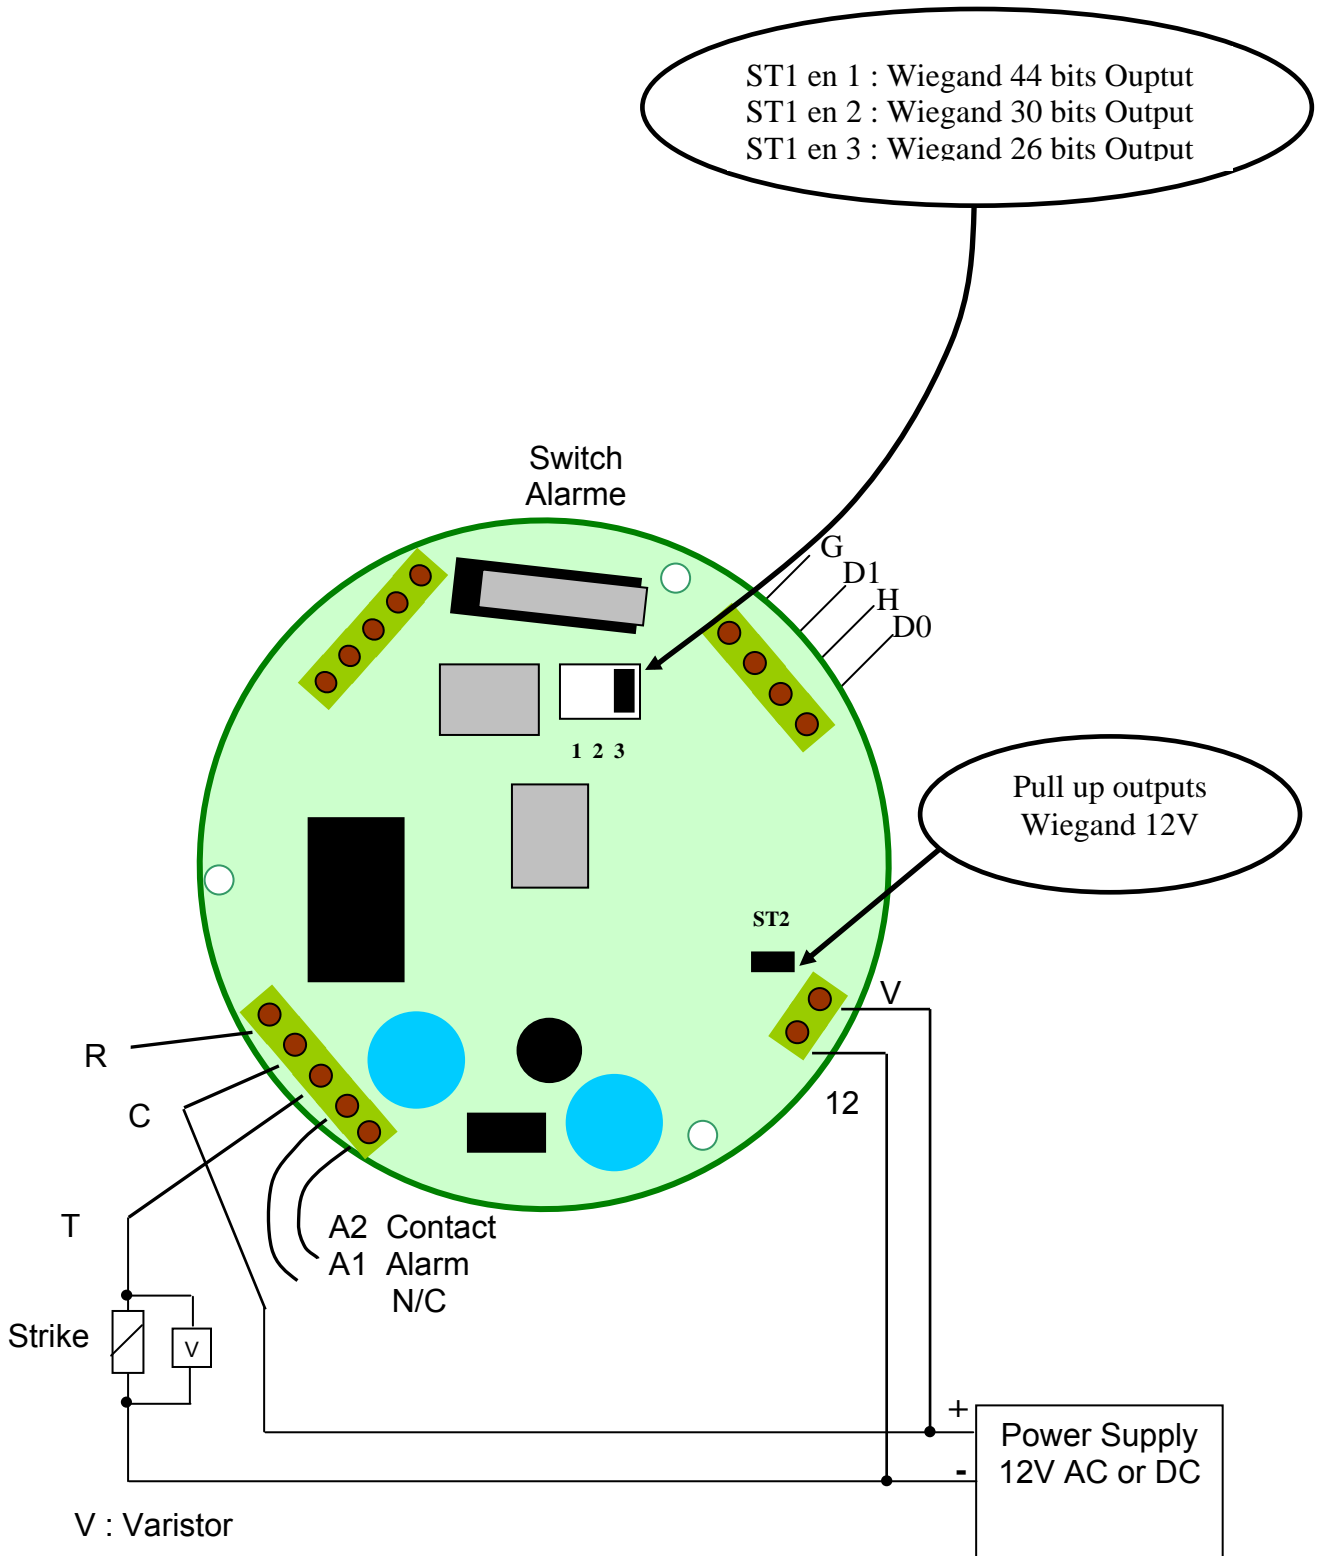 ST1 en 1 : Wiegand 44 bits Ouptut
ST1 en 2 : Wiegand 30 bits Output
ST1 en 3 : Wiegand 26 bits Output
Switch
Alarme
G
D1
H
D0
1 2 3
Pull up outputs
Wiegand 12V
ST2
V
R
C
12
T
A2 Contact
A1 Alarm
N/C
Strike
V
+
Power Supply
-
12V AC or DC
V : Varistor